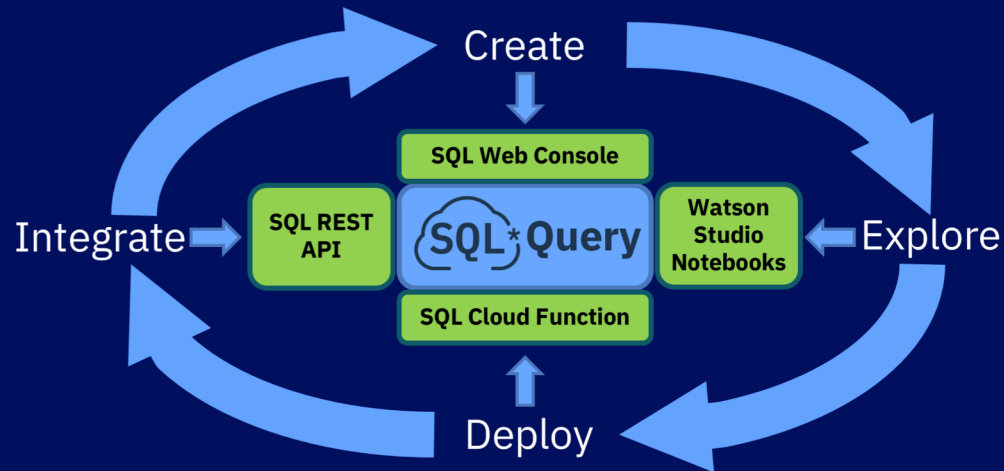 Create
SQL Web Console
Integrate
SQL REST
API
SQL* Query
Watson
Studio
Notebooks
Explore
SQL Cloud Function
Deploy